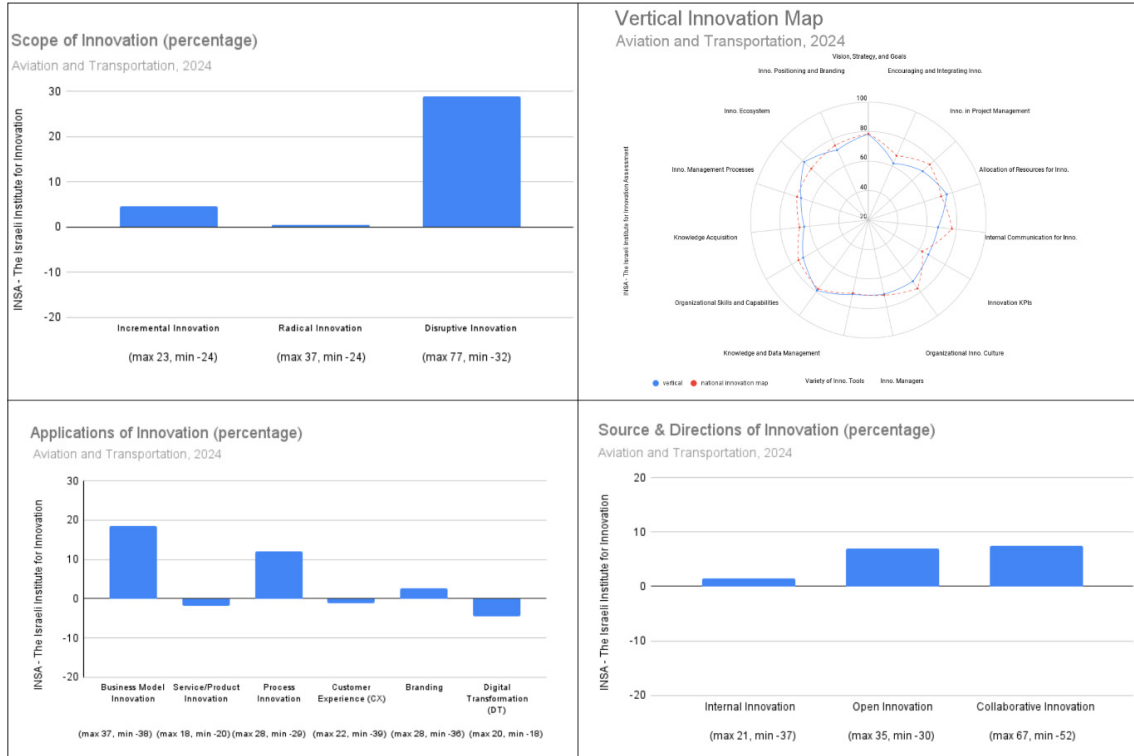 Scope of Innovation (percentage)
Aviation and Transportation, 2024
INSA - The Israeli Institute for Innovation
30
20
10
0
-10
-20
Incremental Innovation
Radical Innovation
Disruptive Innovation
(max 23, min -24)
(max 37, min -24)
(max 77, min -32)
Vertical Innovation Map
Aviation and Transportation, 2024
INSA - The Israeli Institute for Innovation Assessment
Vision, Strategy, and Goals
Inno. Positioning and Branding
Encouraging and Integrating Inno.
Inno. Ecosystem
Inno. in Project Management
Inno. Management Processes
Allocation of Resources for Inno.
Knowledge Acquisition
Internal Communication for Inno.
Organizational Skills and Capabilities
Innovation KPIs
Knowledge and Data Management
Organizational Inno. Culture
Variety of Inno. Tools
Inno. Managers
100
80
60
40
20
vertical
national innovation map
Applications of Innovation (percentage)
Aviation and Transportation, 2024
INSA - The Israeli Institute for Innovation
30
20
10
0
-10
-20
Business Model
Innovation
Service/Product
Innovation
Process
Innovation
Customer
Experience (CX)
Branding
Digital
Transformation
(DT)
(max 37, min -38)
(max 18, min -20)
(max 28, min -29)
(max 22, min -39)
(max 28, min -36)
(max 20, min -18)
Source & Directions of Innovation (percentage)
Aviation and Transportation, 2024
INSA - The Israeli Institute for Innovation
20
10
0
-10
-20
Internal Innovation
Open Innovation
Collaborative Innovation
(max 21, min -37)
(max 35, min -30)
(max 67, min -52)